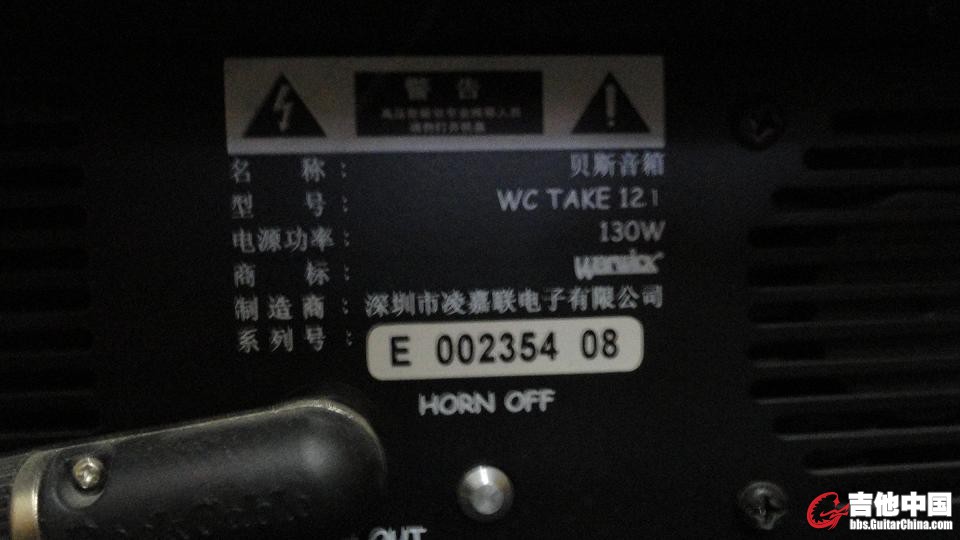 警 告
名 称： 贝斯音箱
型 号： WC TAKE 12.1
电源功率： 130W
商 标： Warwick
制造商： 深圳市凌嘉联电子有限公司
系列号： E 002354 08
HORN OFF
OUT
吉他中国
bbs.GuitarChina.com